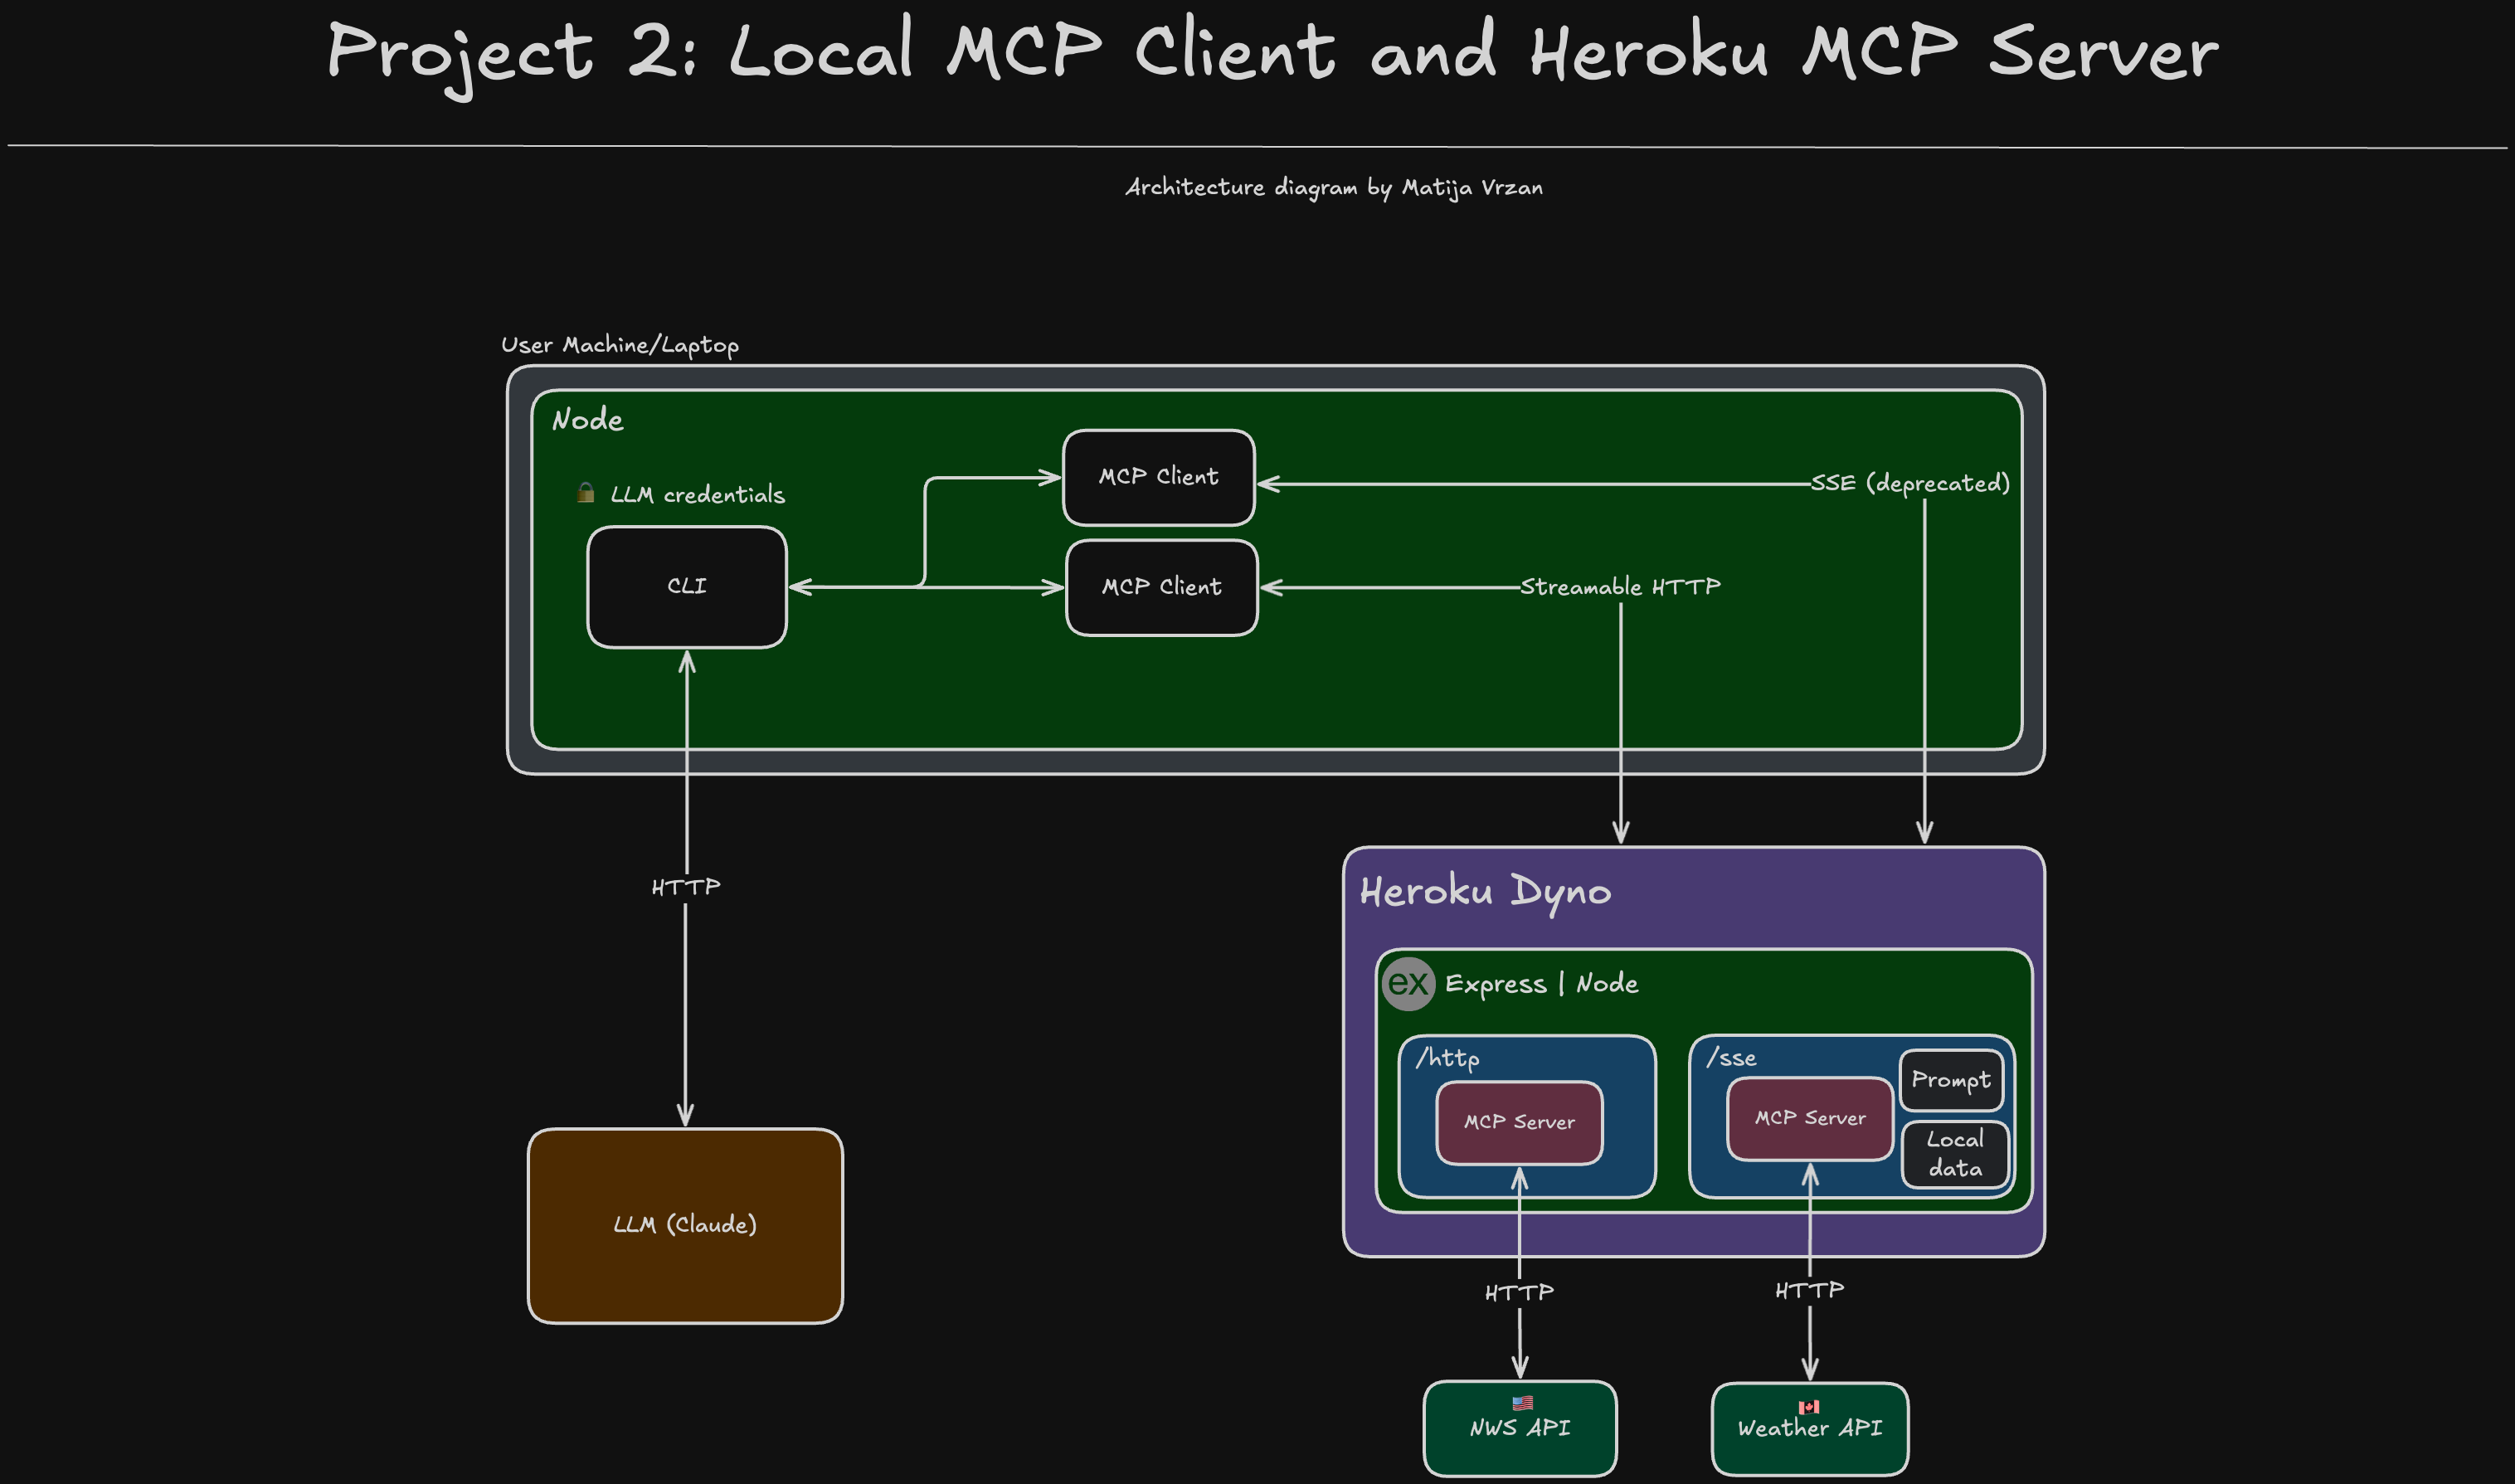 Project 2: Local MCP Client and Heroku MCP Server
Architecture diagram by Matija Vrzan
User Machine/Laptop
Node
🔒 LLM credentials
CLI
MCP Client
SSE (deprecated)
MCP Client
Streamable HTTP
HTTP
LLM (Claude)
Heroku Dyno
ex Express | Node
/http
MCP Server
/sse
MCP Server
Prompt
Local
data
HTTP
HTTP
🇺🇸
NWS API
🇨🇦
Weather API